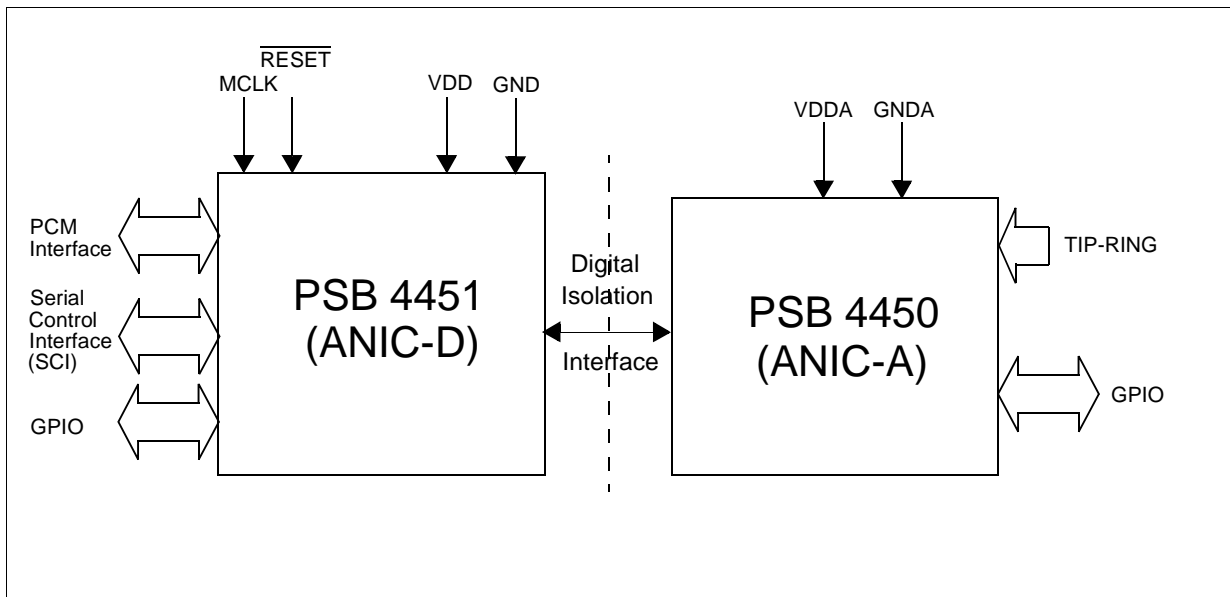 RESET
MCLK
VDD
GND
VDDA
GNDA
PCM
Interface
Serial
Control
Interface
(SCI)
GPIO
PSB 4451
(ANIC-D)
Digital
Isolation
Interface
PSB 4450
(ANIC-A)
TIP-RING
GPIO